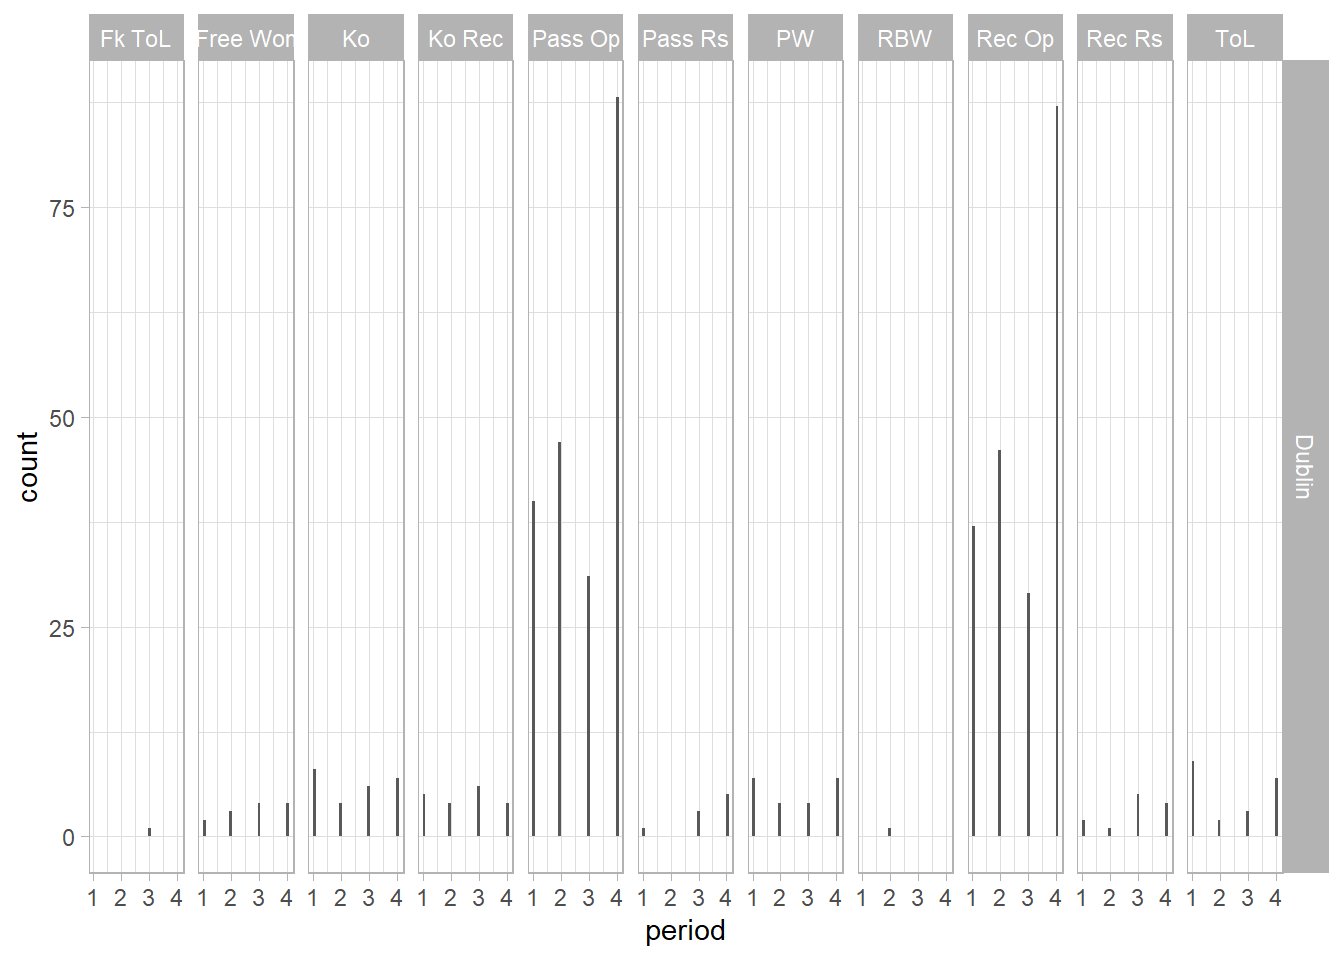 Fk ToL Free Won Ko Ko Rec Pass Op Pass Rs PW RBW Rec Op Rec Rs ToL
Dublin
75
50
25
0
count
1 2 3 4 1 2 3 4 1 2 3 4 1 2 3 4 1 2 3 4 1 2 3 4 1 2 3 4 1 2 3 4 1 2 3 4 1 2 3 4 1 2 3 4
period